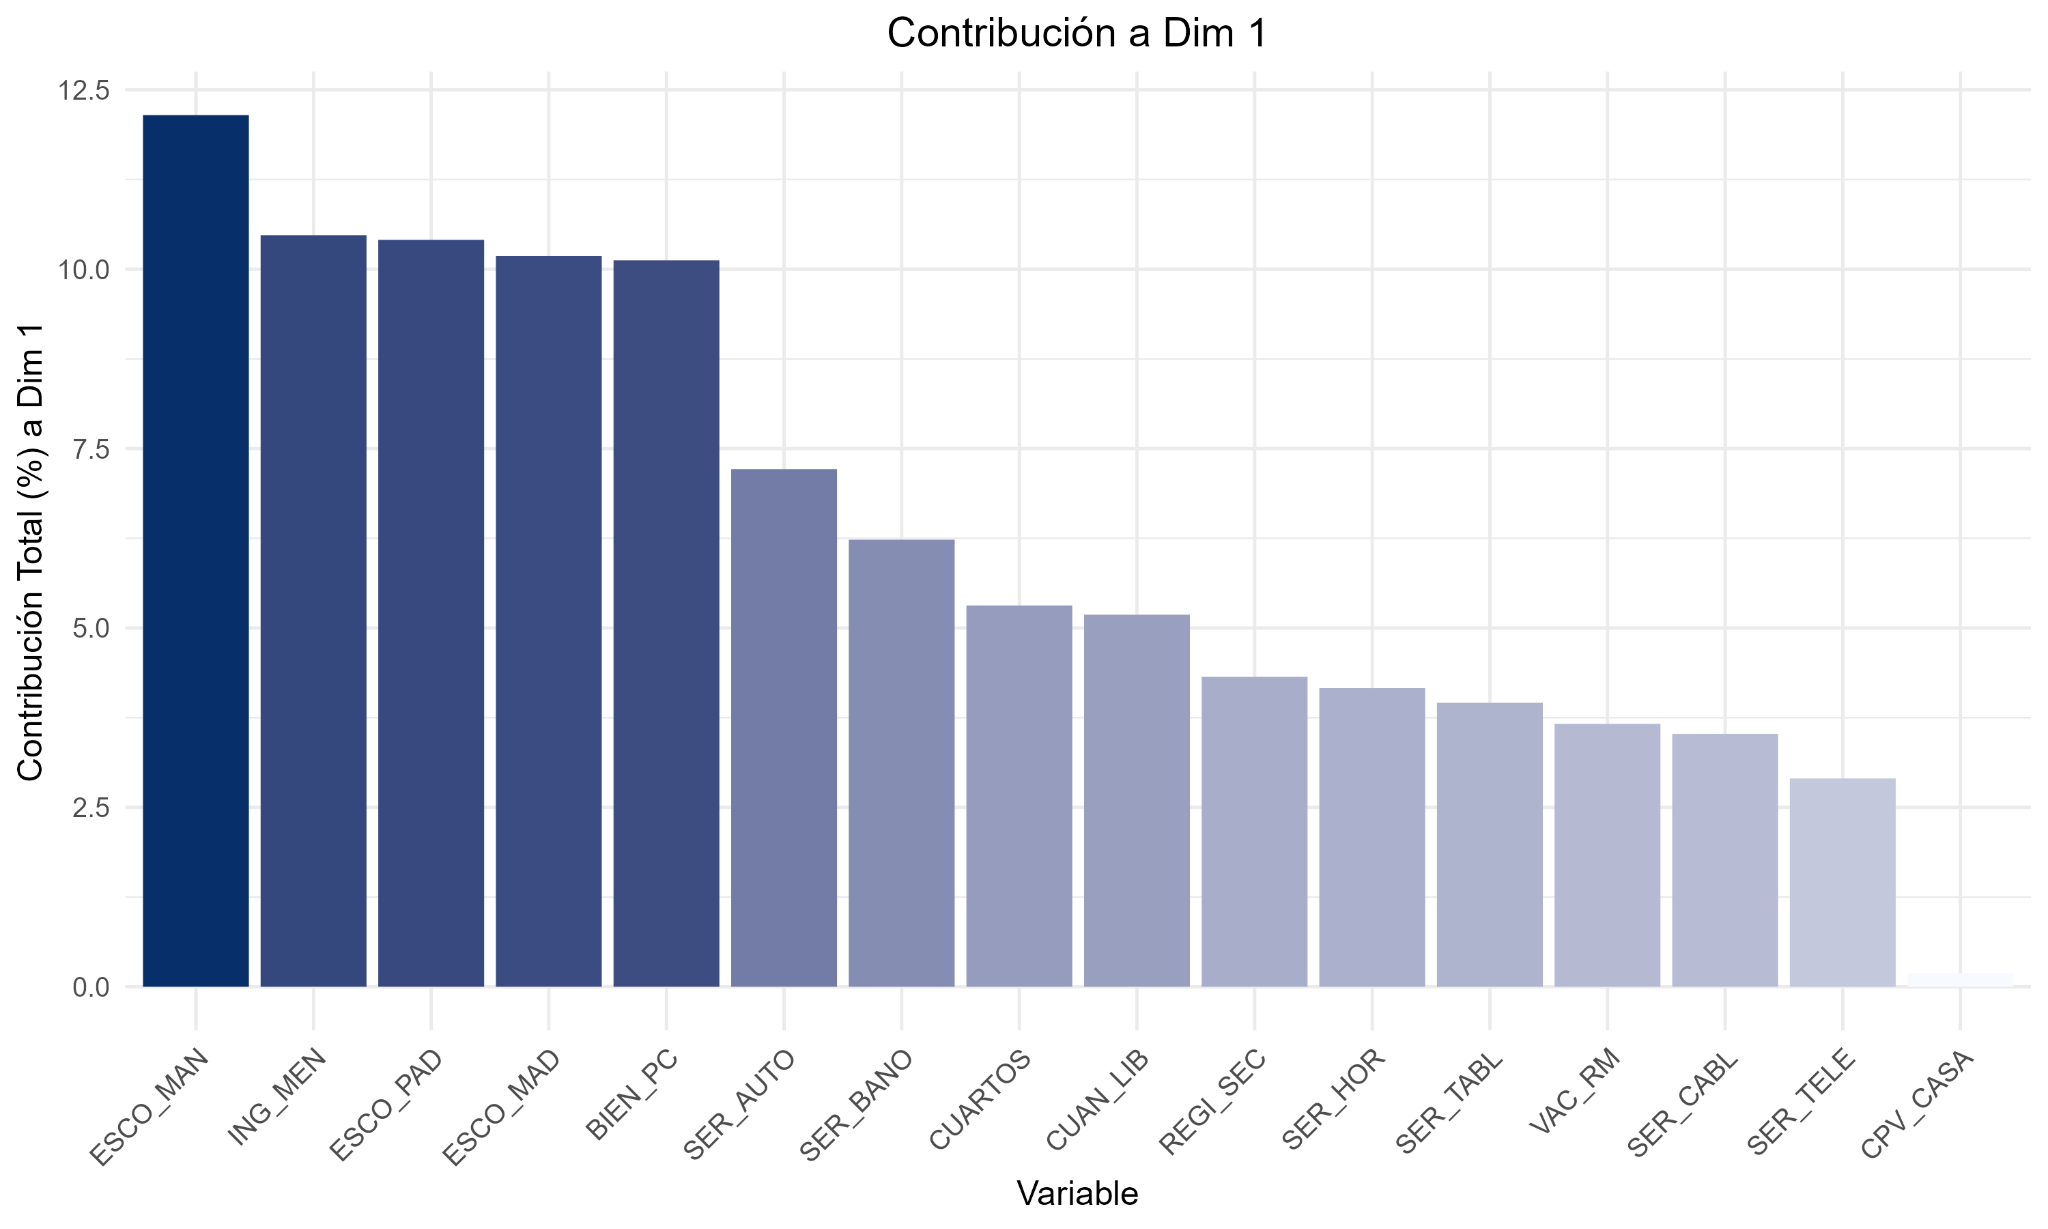 Contribución a Dim 1
Contribución Total (%) a Dim 1
12.5
10.0
7.5
5.0
2.5
0.0
ESCO_MAN
ING_MEN
ESCO_PAD
ESCO_MAD
BIEN_PC
SER_AUTO
SER_BANO
CUARTOS
CUAN_LIB
REGI_SEC
SER_HOR
SER_TABL
VAC_RM
SER_CABL
SER_TELE
CPV_CASA
Variable